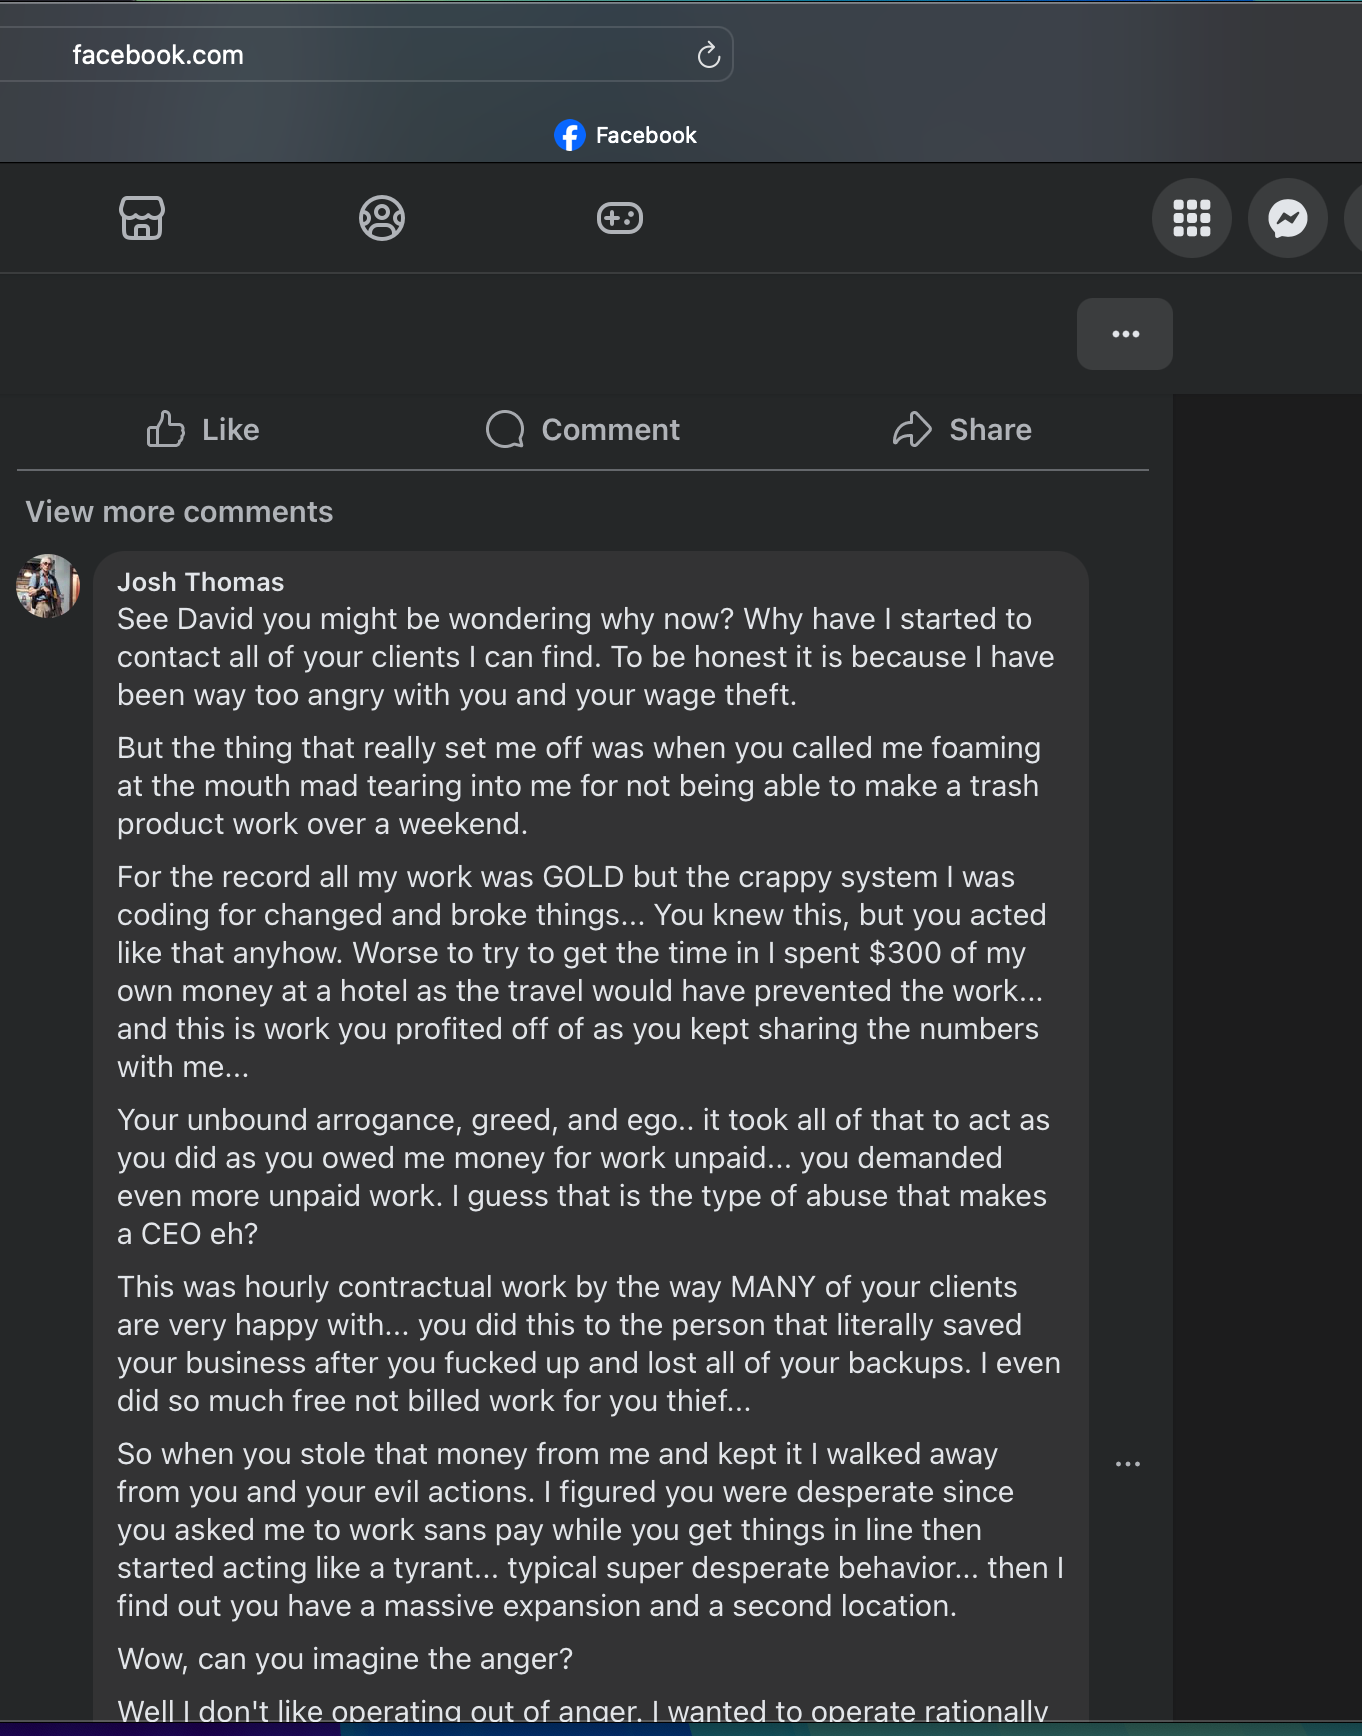 facebook.com
Facebook
Like
Comment
Share
View more comments
Josh Thomas
See David you might be wondering why now? Why have I started to
contact all of your clients I can find. To be honest it is because I have
been way too angry with you and your wage theft.
But the thing that really set me off was when you called me foaming
at the mouth mad tearing into me for not being able to make a trash
product work over a weekend.
For the record all my work was GOLD but the crappy system I was
coding for changed and broke things... You knew this, but you acted
like that anyhow. Worse to try to get the time in I spent $300 of my
own money at a hotel as the travel would have prevented the work...
and this is work you profited off of as you kept sharing the numbers
with me...
Your unbound arrogance, greed, and ego.. it took all of that to act as
you did as you owed me money for work unpaid... you demanded
even more unpaid work. I guess that is the type of abuse that makes
a CEO eh?
This was hourly contractual work by the way MANY of your clients
are very happy with... you did this to the person that literally saved
your business after you fucked up and lost all of your backups. I even
did so much free not billed work for you thief...
So when you stole that money from me and kept it I walked away
from you and your evil actions. I figured you were desperate since
you asked me to work sans pay while you get things in line then
started acting like a tyrant... typical super desperate behavior... then I
find out you have a massive expansion and a second location.
Wow, can you imagine the anger?
Well I don't like operating out of anger. I wanted to operate rationally